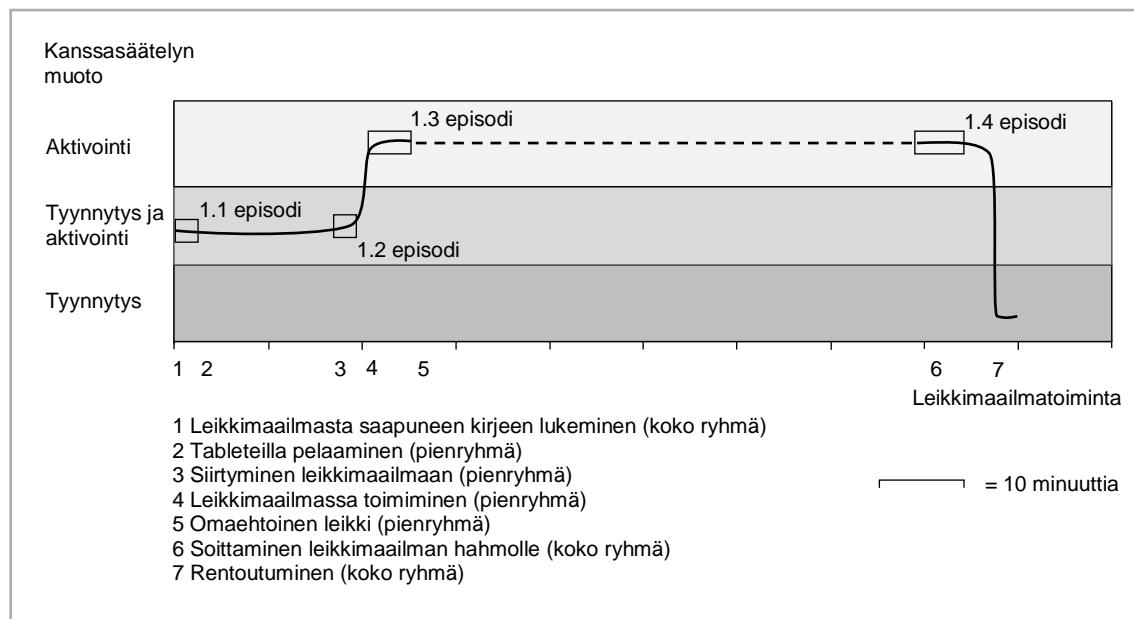 Kanssasäätelyn
muoto
Aktivointi
1.3 episodi
1.4 episodi
Tyynnytys ja
aktivointi
1.1 episodi
1.2 episodi
Tyynnytys
1 2 3 4 5 6 7
Leikkimaailmatoiminta
1 Leikkimaailmasta saapuneen kirjeen lukeminen (koko ryhmä)
2 Tableteilla pelaaminen (pienryhmä)
3 Siirtyminen leikkimaailmaan (pienryhmä)
4 Leikkimaailmassa toimiminen (pienryhmä)
5 Omaehtoinen leikki (pienryhmä)
6 Soittaminen leikkimaailman hahmolle (koko ryhmä)
7 Rentoutuminen (koko ryhmä)
= 10 minuuttia